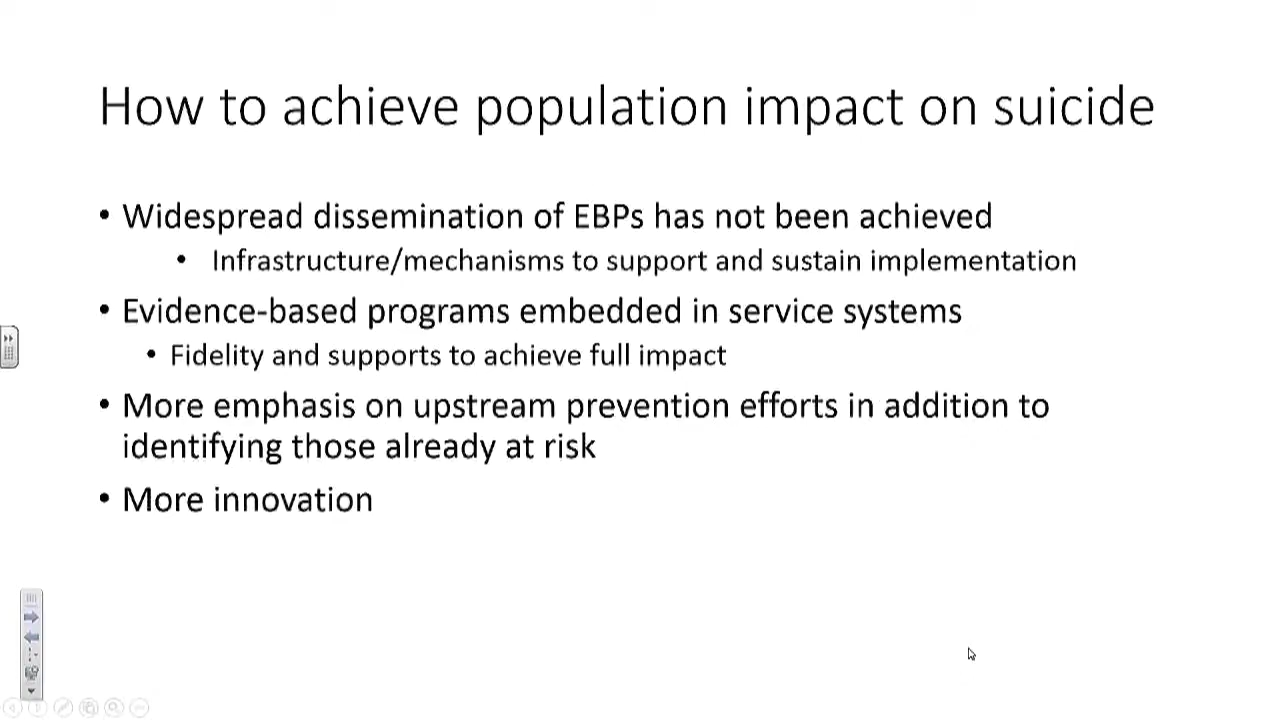 How to achieve population impact on suicide
• Widespread dissemination of EBPs has not been achieved
• Infrastructure/mechanisms to support and sustain implementation
• Evidence-based programs embedded in service systems
• Fidelity and supports to achieve full impact
• More emphasis on upstream prevention efforts in addition to
identifying those already at risk
• More innovation